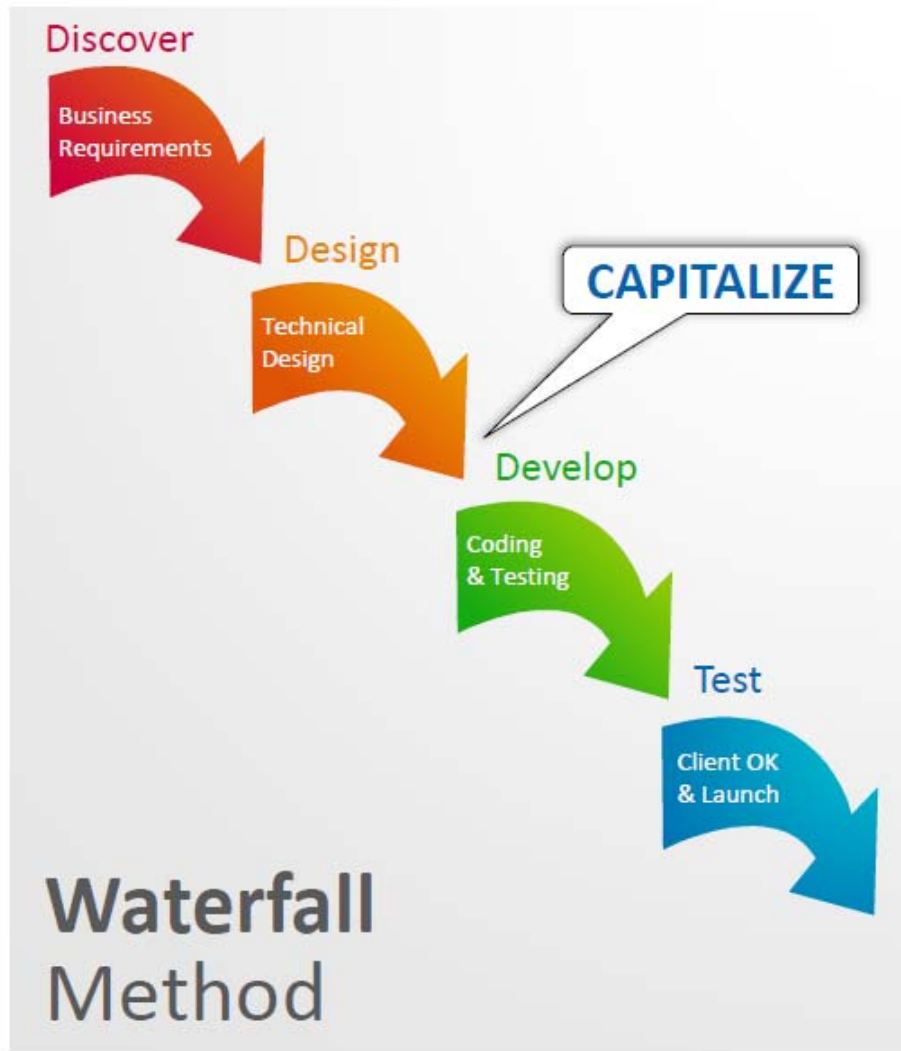 Discover
Business
Requirements
Design
CAPITALIZE
Technical
Design
Develop
Coding
& Testing
Test
Client OK
& Launch
Waterfall
Method